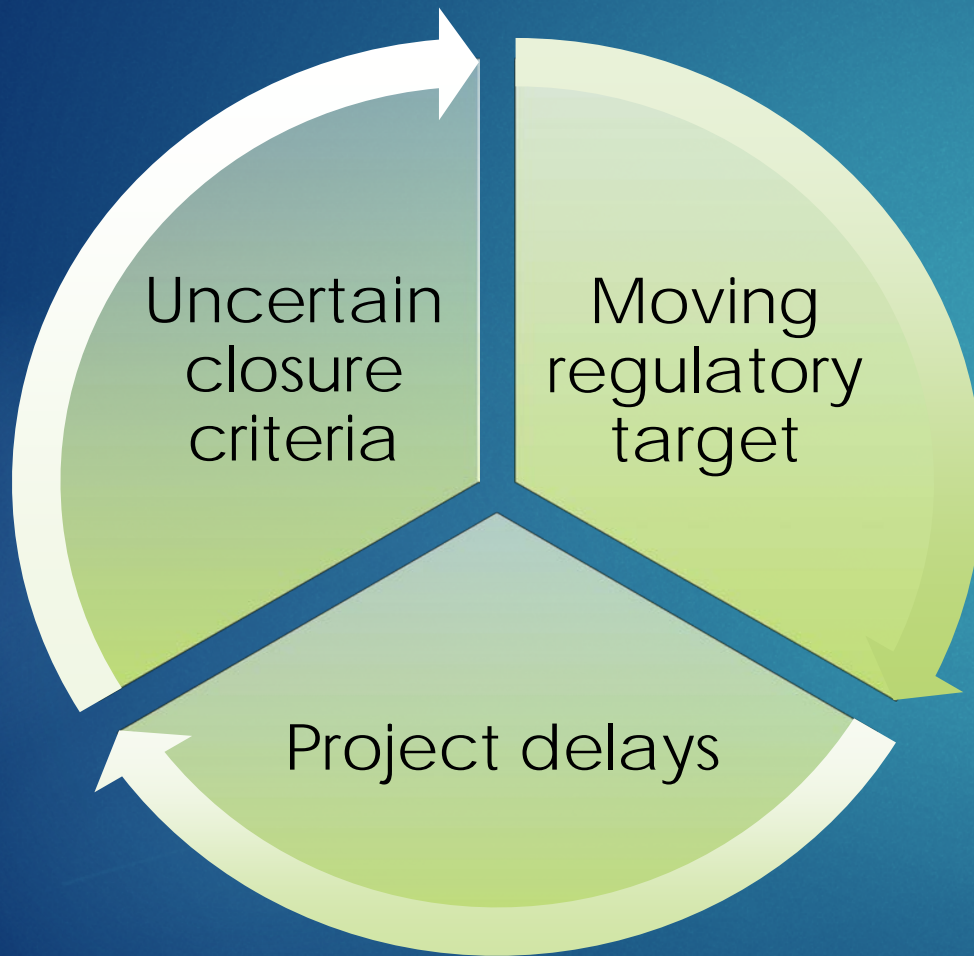 Uncertain
closure
criteria
Moving
regulatory
target
Project delays